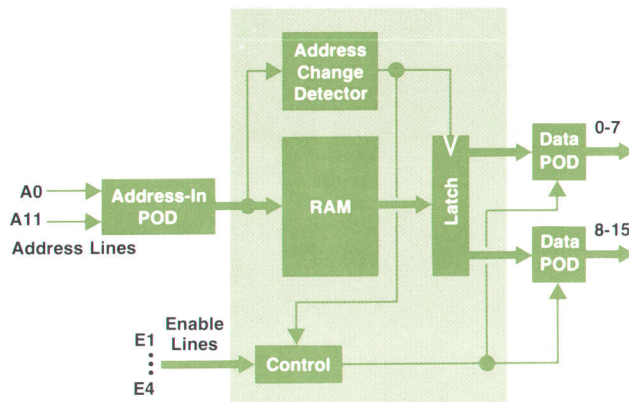 Address
Change
Detector
0-7
Data
POD
A0
A11
Address-In
POD
RAM
Latch
Address Lines
8-15
Data
POD
Enable
Lines
E1
E4
Control